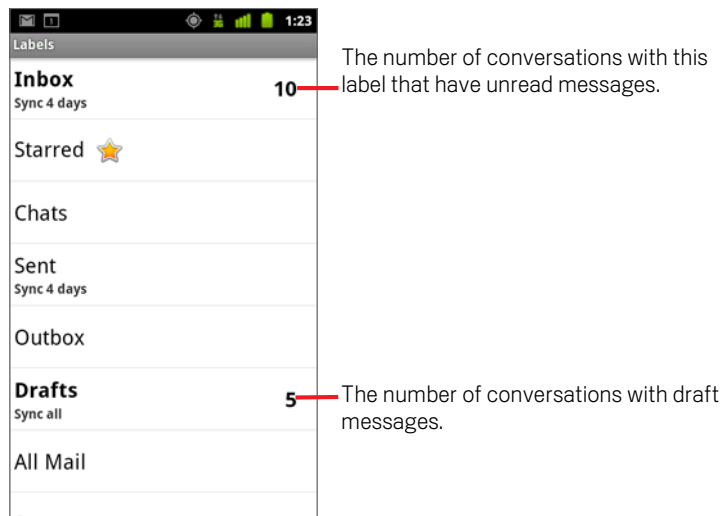 1:23
Labels
Inbox
Sync 4 days
10
The number of conversations with this
label that have unread messages.
Starred
Chats
Sent
Sync 4 days
Outbox
Drafts
Sync all
5
The number of conversations with draft
messages.
All Mail